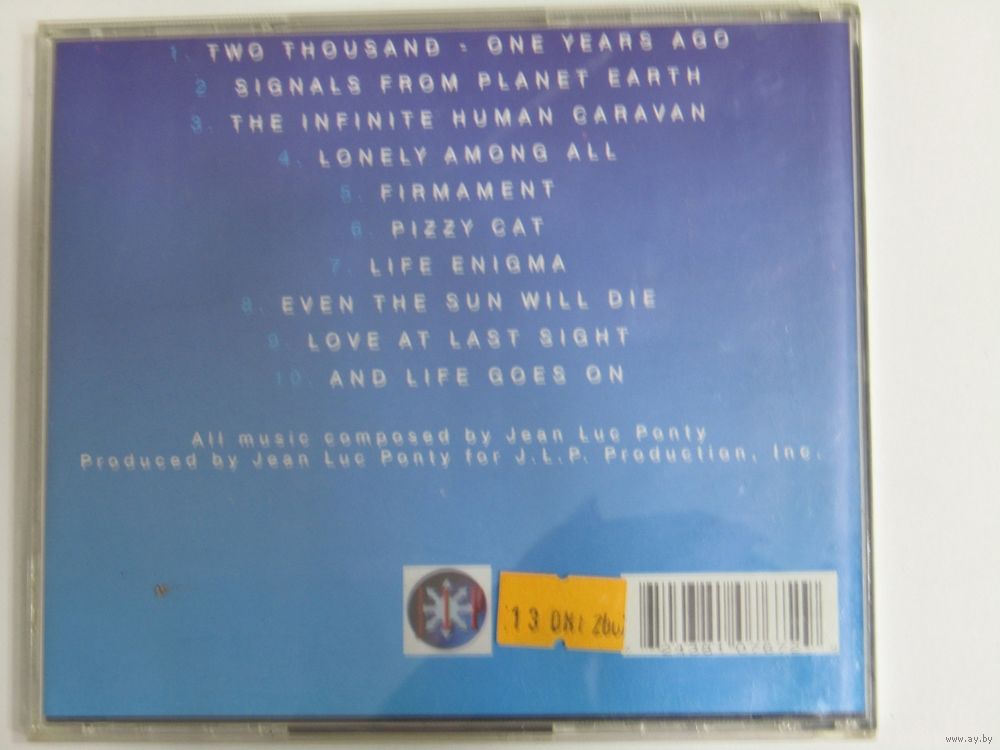 1. TWO THOUSAND - ONE YEARS AGO
2 SIGNALS FROM PLANET EARTH
3. THE INFINITE HUMAN CARAVAN
4. LONELY AMONG ALL
5. FIRMAMENT
6. PIZZY CAT
7. LIFE ENIGMA
8. EVEN THE SUN WILL DIE
9. LOVE AT LAST SIGHT
10. AND LIFE GOES ON
All music composed by Jean Luc Ponty
Produced by Jean Luc Ponty for J.L.P. Production, Inc.
13
www.ay.by